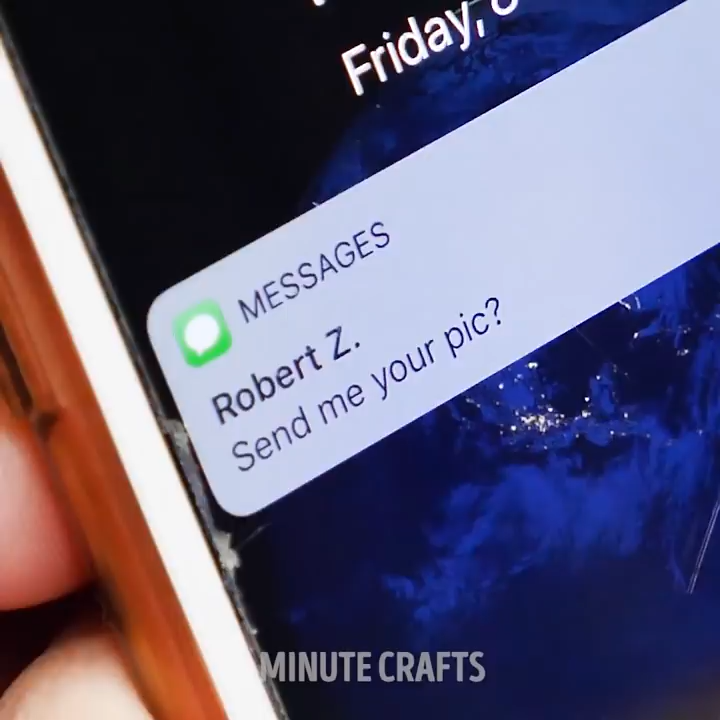 Friday,
MESSAGES
Robert Z.
Send me your pic?
MINUTE CRAFTS